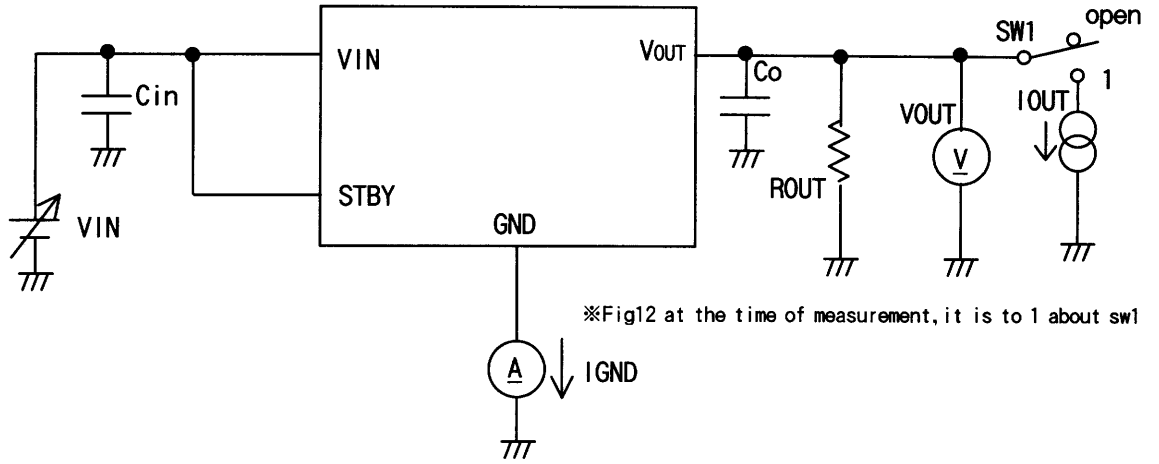 open
SW1
VIN
VOUT
Cin
Co
1
IOUT
VOUT
V
ROUT
STBY
VIN
GND
※Fig12 at the time of measurement, it is to 1 about sw1
A
IGND